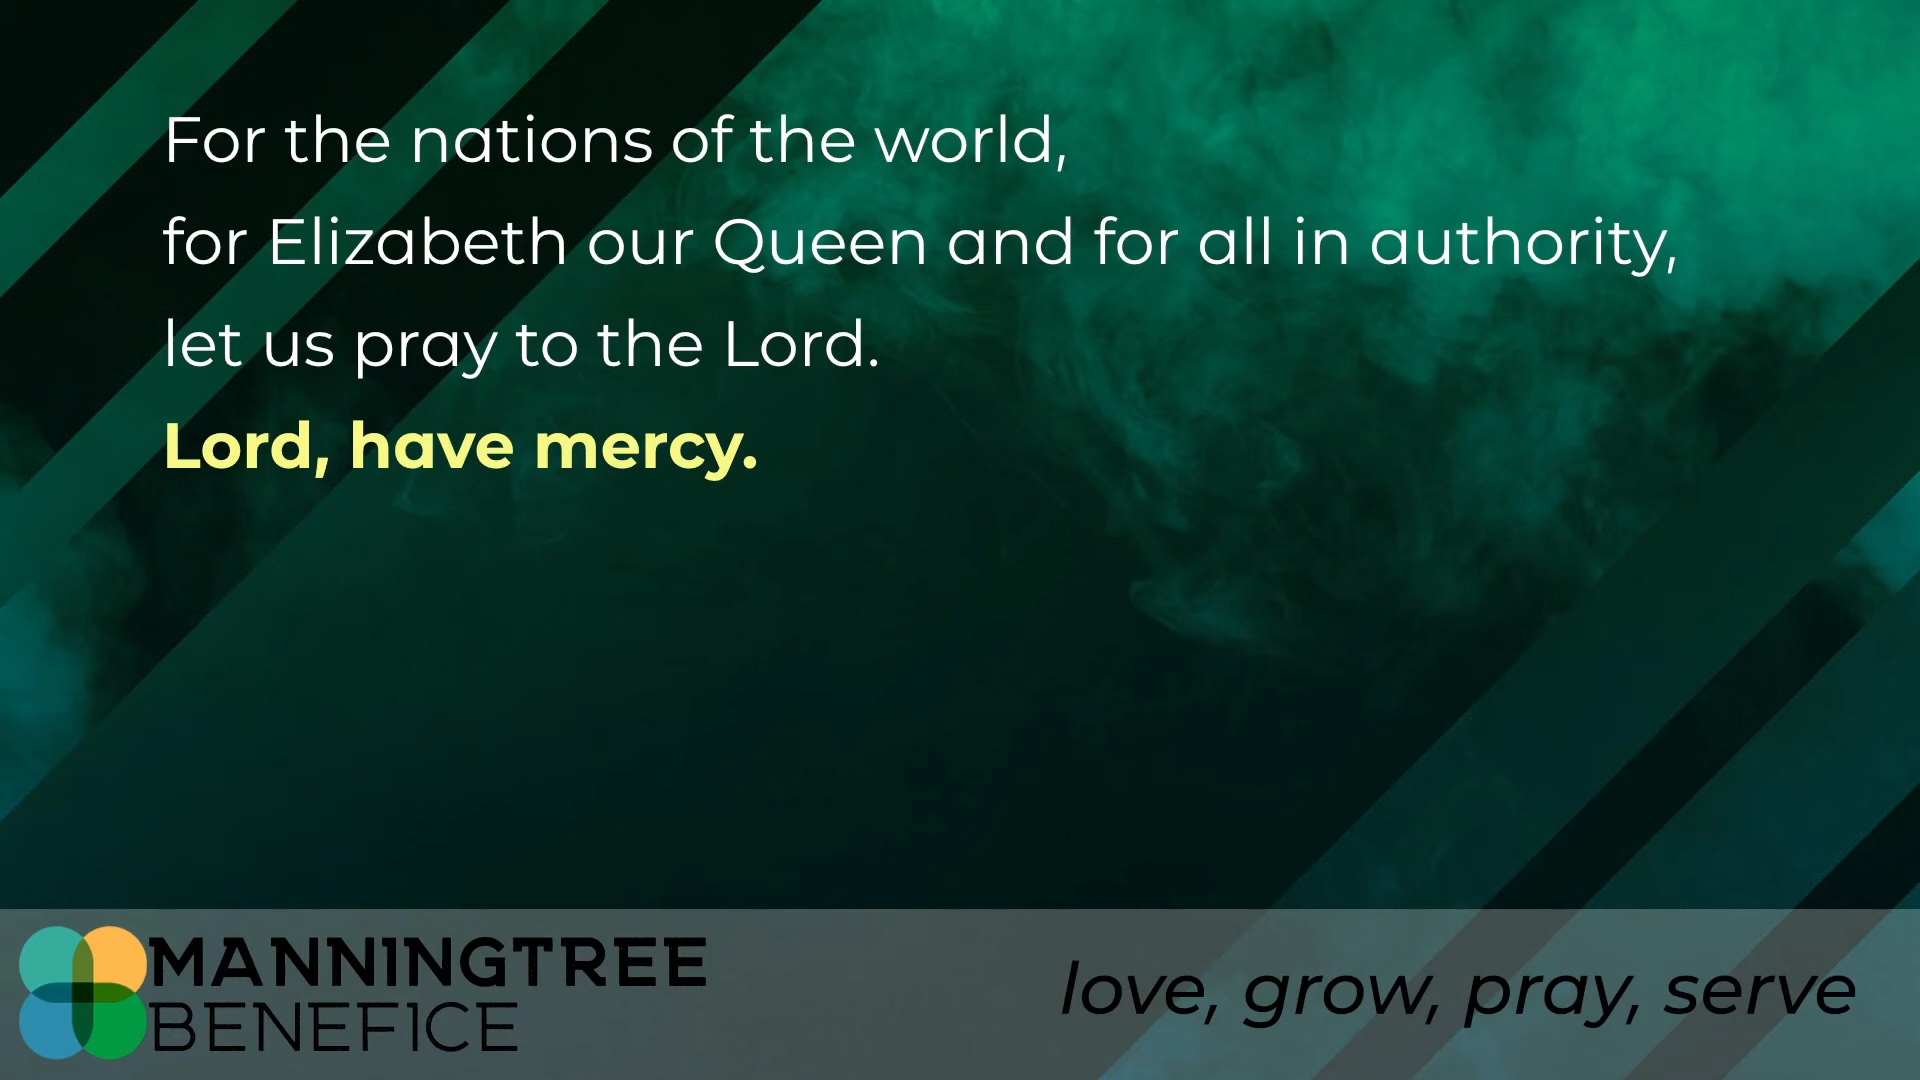 For the nations of the world,
for Elizabeth our Queen and for all in authority,
let us pray to the Lord.
Lord, have mercy.
MANNINGTREE
BENEFICE
love, grow, pray, serve